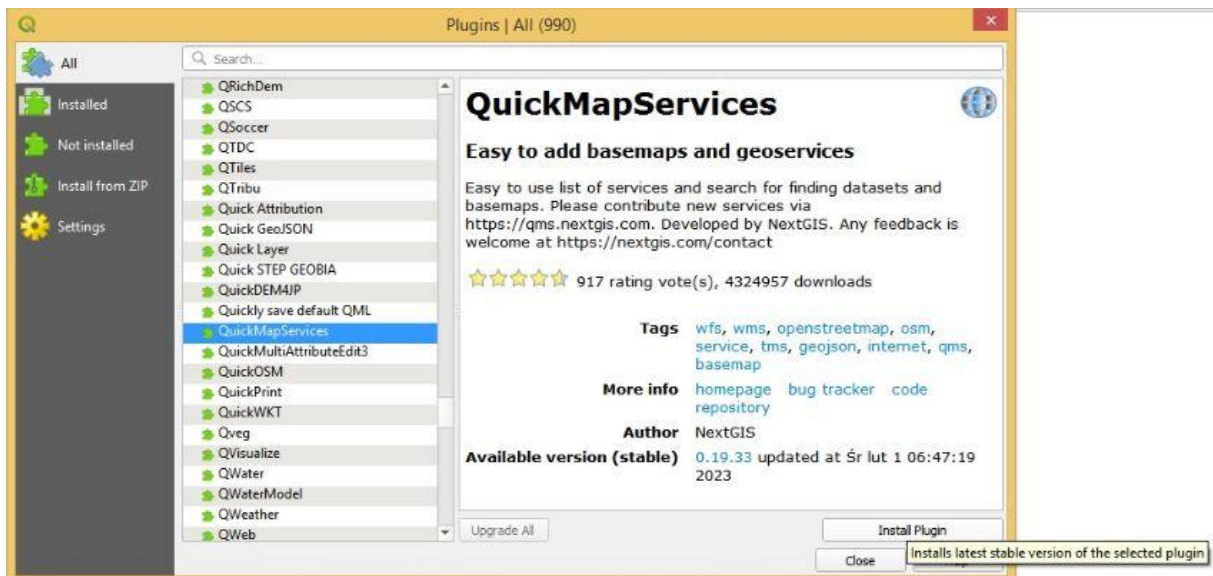 Plugins | All (990)
All
Installed
Not installed
Install from ZIP
Settings
Search...
QRichDem
QSCS
QSoccer
QTDC
QTiles
QTribu
Quick Attribution
Quick GeoJSON
Quick Layer
Quick STEP GEOBIA
QuickDEM4JP
Quickly save default QML
QuickMapServices
QuickMultiAttributeEdit3
QuickOSM
QuickPrint
QuickWKT
Qveg
QVisualize
QWater
QWaterModel
QWeather
QWeb
QuickMapServices
Easy to add basemaps and geoservices
Easy to use list of services and search for finding datasets and
basemaps. Please contribute new services via
https://qms.nextgis.com. Developed by NextGIS. Any feedback is
welcome at https://nextgis.com/contact
917 rating vote(s), 4324957 downloads
Tags wfs, wms, openstreetmap, osm,
service, tms, geojson, internet, qms,
basemap
More info homepage bug tracker code
repository
Author NextGIS
Available version (stable) 0.19.33 updated at Śr lut 1 06:47:19
2023
Upgrade All
Install Plugin
Installs latest stable version of the selected plugin
Close